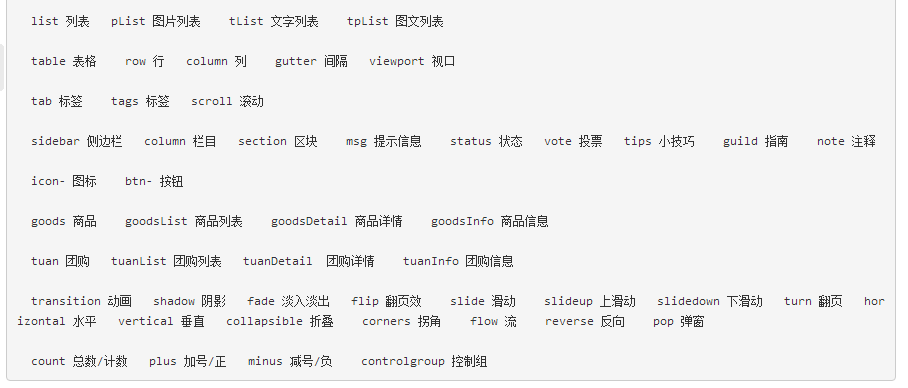 list 列表 pList 图片列表 tList 文字列表 tpList 图文列表
table 表格 row 行 column 列 gutter 间隔 viewport 视口
tab 标签 tags 标签 scroll 滚动
sidebar 侧边栏 column 栏目 section 区块 msg 提示信息 status 状态 vote 投票 tips 小技巧 guild 指南 note 注释
icon- 图标 btn- 按钮
goods 商品 goodsList 商品列表 goodsDetail 商品详情 goodsInfo 商品信息
tuan 团购 tuanList 团购列表 tuanDetail 团购详情 tuanInfo 团购信息
transition 动画 shadow 阴影 fade 淡入淡出 flip 翻页效 slide 滑动 slideup 上滑动 slidedown 下滑动 turn 翻页 hor
izontal 水平 vertical 垂直 collapsible 折叠 corners 拐角 flow 流 reverse 反向 pop 弹窗
count 总数/计数 plus 加号/正 minus 减号/负 controlgroup 控制组